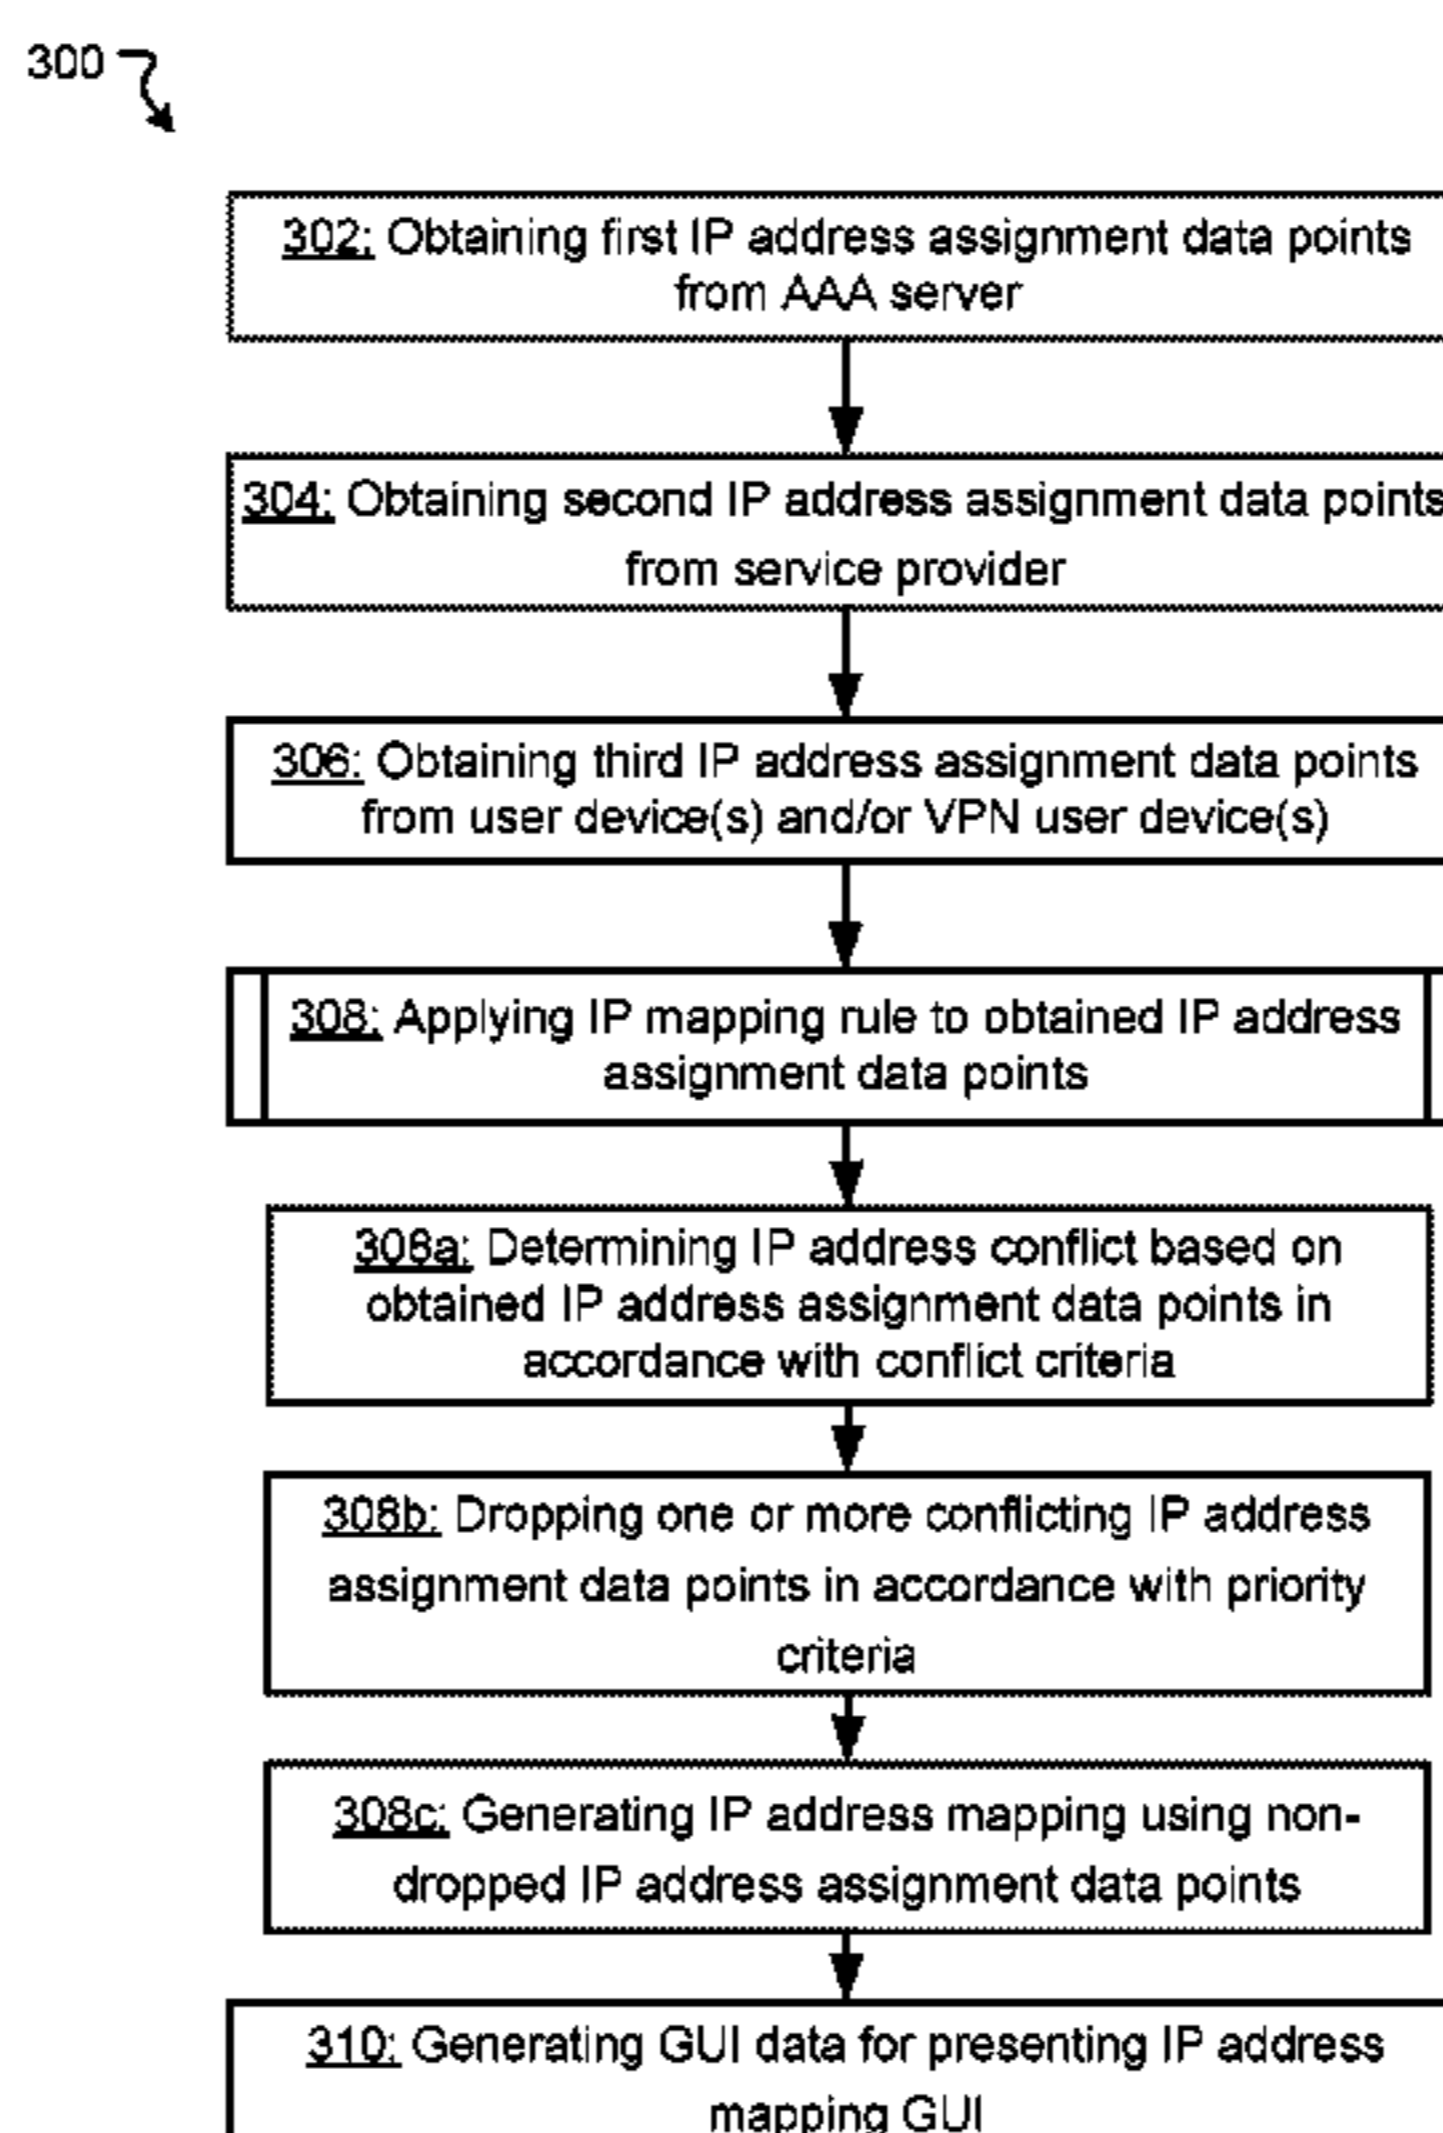 300
302: Obtaining first IP address assignment data points
from AAA server
304: Obtaining second IP address assignment data points
from service provider
306: Obtaining third IP address assignment data points
from user device(s) and/or VPN user device(s)
308: Applying IP mapping rule to obtained IP address
assignment data points
308a: Determining IP address conflict based on
obtained IP address assignment data points in
accordance with conflict criteria
308b: Dropping one or more conflicting IP address
assignment data points in accordance with priority
criteria
308c: Generating IP address mapping using non-
dropped IP address assignment data points
310: Generating GUI data for presenting IP address
mapping GUI